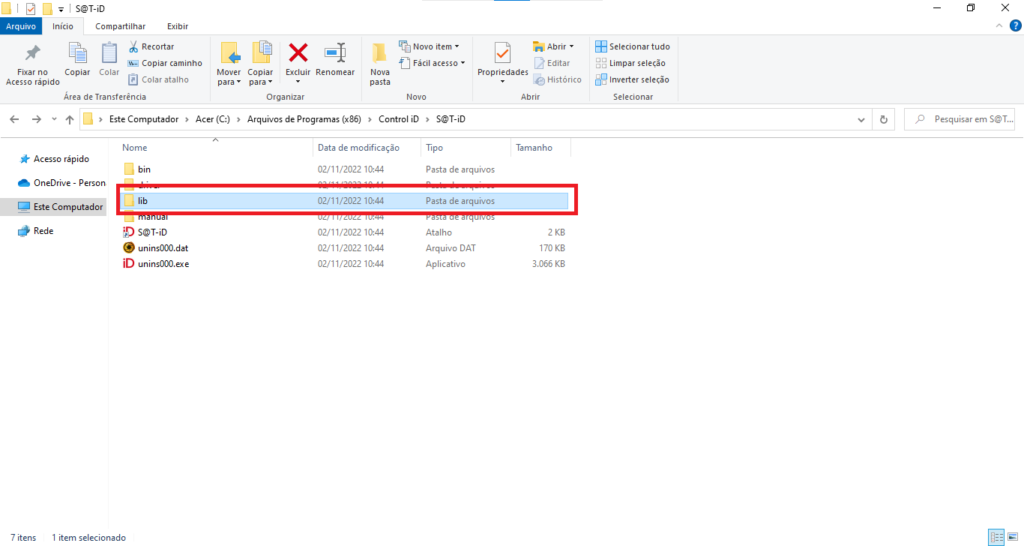 S@T-iD
Arquivo Início Compartilhar Exibir
Fixar no Acesso rápido
Copiar
Colar
Recortar
Copiar caminho
Colar atalho
Área de Transferência
Mover para
Copiar para
Excluir
Renomear
Organizar
Nova pasta
Novo item
Fácil acesso
Novo
Propriedades
Abrir
Editar
Histórico
Abrir
Selecionar tudo
Limpar seleção
Inverter seleção
Selecionar
Este Computador > Acer (C:) > Arquivos de Programas (x86) > Control iD > S@T-iD
Pesquisar em S@T...
Acesso rápido
OneDrive - Person
Este Computador
Rede
Nome Data de modificação Tipo Tamanho
bin 02/11/2022 10:44 Pasta de arquivos
02/11/2022 10:44 Pasta de arquivos
lib 02/11/2022 10:44 Pasta de arquivos
manual 02/11/2022 10:44 Pasta de arquivos
S@T-iD 02/11/2022 10:44 Atalho 2 KB
unins000.dat 02/11/2022 10:44 Arquivo DAT 170 KB
unins000.exe 02/11/2022 10:44 Aplicativo 3.066 KB
7 itens 1 item selecionado